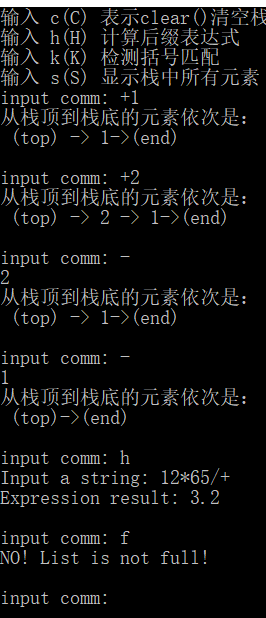 输入 c(C) 表示clear()清空栈
输入 h(H) 计算后缀表达式
输入 k(K) 检测括号匹配
输入 s(S) 显示栈中所有元素
input comm: +1
从栈顶到栈底的元素依次是:
(top) -> 1->(end)
input comm: +2
从栈顶到栈底的元素依次是:
(top) -> 2 -> 1->(end)
input comm: -
2
从栈顶到栈底的元素依次是:
(top) -> 1->(end)
input comm: -
1
从栈顶到栈底的元素依次是:
(top)->(end)
input comm: h
Input a string: 12*65/+
Expression result: 3.2
input comm: f
NO! List is not full!
input comm: